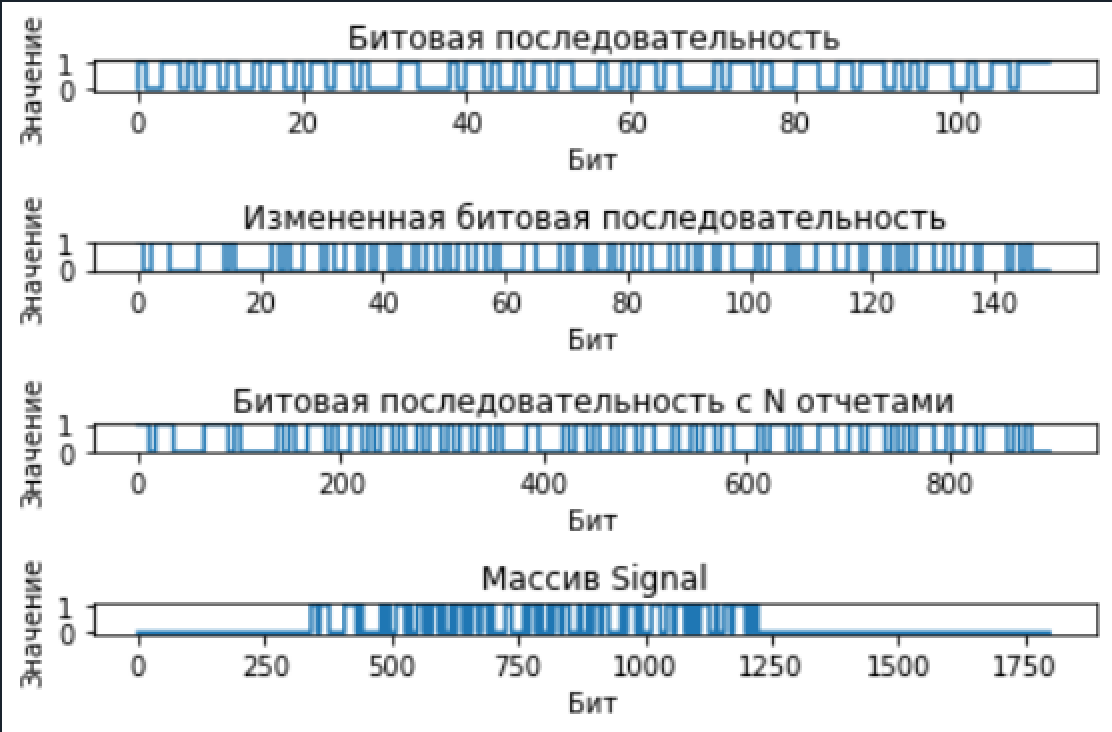 Битовая последовательность
Значение
1
0
0 20 40 60 80 100
Бит
Измененная битовая последовательность
Значение
1
0
0 20 40 60 80 100 120 140
Бит
Битовая последовательность с N отчетами
Значение
1
0
0 200 400 600 800
Бит
Массив Signal
Значение
1
0
0 250 500 750 1000 1250 1500 1750
Бит